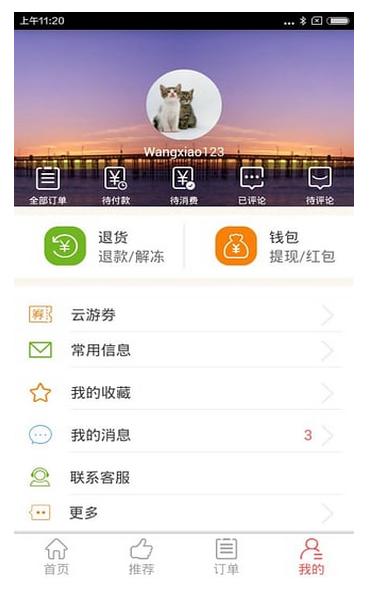 上午11:20
Wangxiao123
全部订单 待付款 待消费 已评论 待评论
退货 钱包
退款/解冻 提现/红包
券 云游券
常用信息
我的收藏
我的消息 3
联系客服
更多
首页 推荐 订单 我的